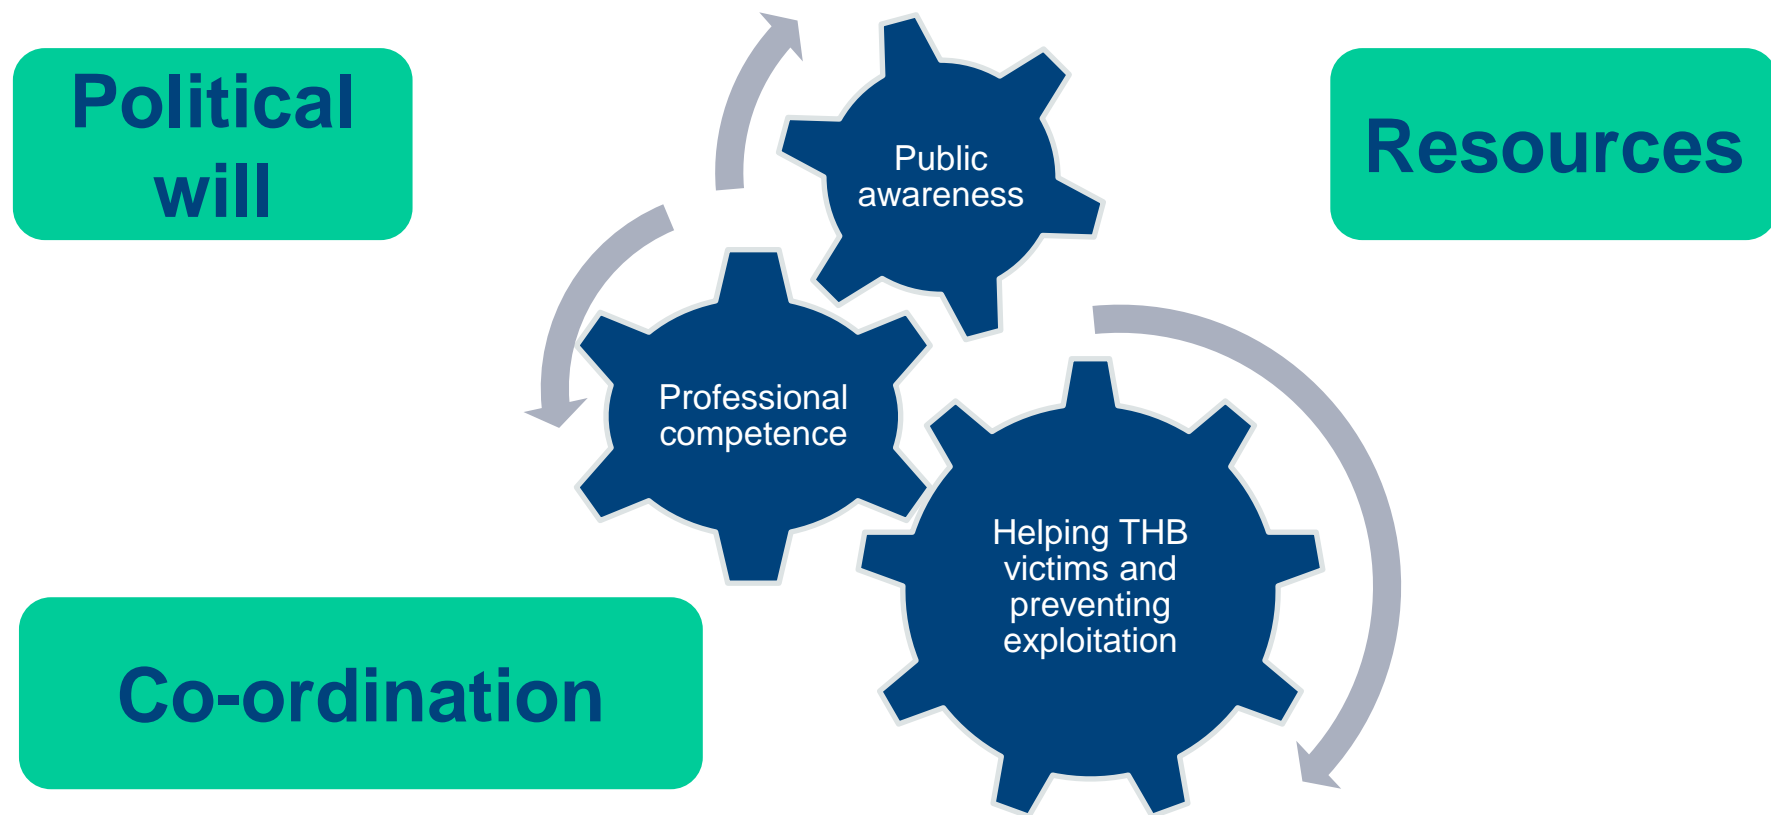 Political
will
Public
awareness
Resources
Professional
competence
Helping THB
victims and
preventing
exploitation
Co-ordination